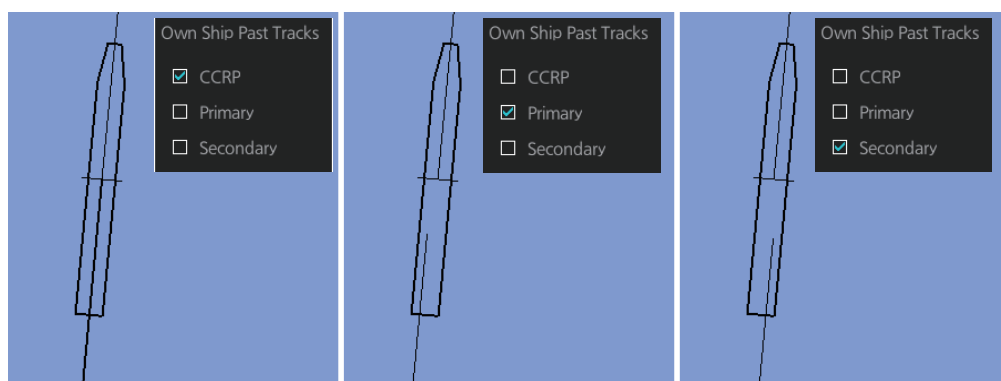 Own Ship Past Tracks
CCRP
Primary
Secondary
Own Ship Past Tracks
CCRP
Primary
Secondary
Own Ship Past Tracks
CCRP
Primary
Secondary